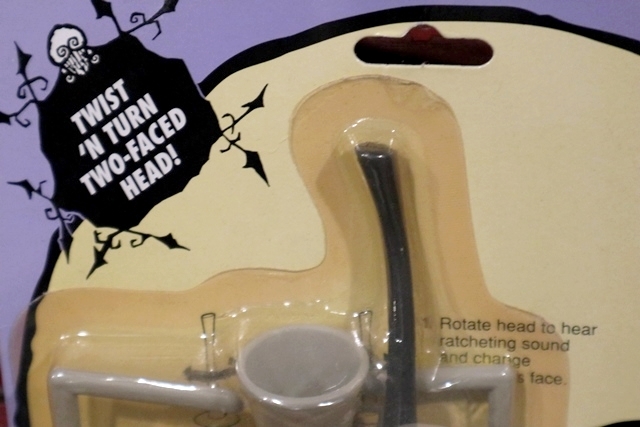 TWIST
'N TURN
TWO-FACED
HEAD!
1. Rotate head to hear
ratcheting sound
and change
s face.